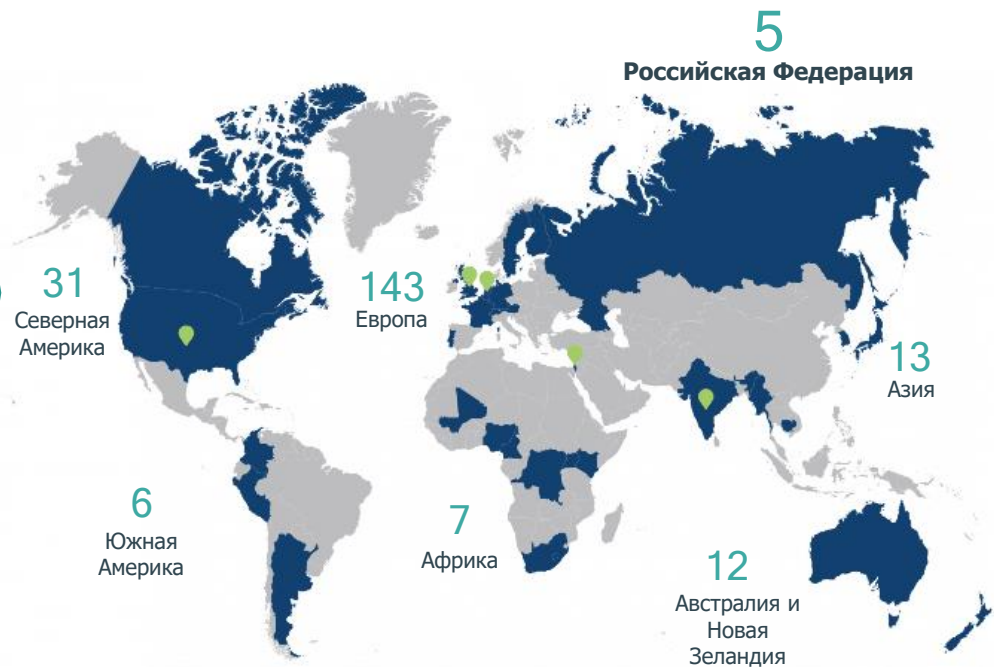 5
Российская Федерация
31
Северная
Америка
143
Европа
13
Азия
6
Южная
Америка
7
Африка
12
Австралия и
Новая
Зеландия